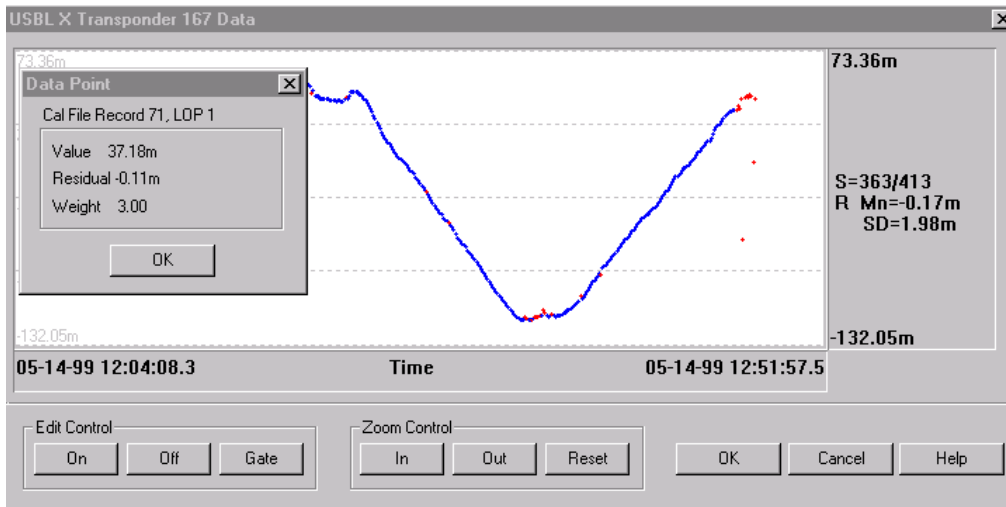 USBL X Transponder 167 Data
73.36m
73.36m
Data Point
Cal File Record 71, LOP 1
Value 37.18m
Residual -0.11m
Weight 3.00
OK
S=363/413
R Mn=-0.17m
SD=1.98m
-132.05m
-132.05m
05-14-99 12:04:08.3 Time 05-14-99 12:51:57.5
Edit Control
On Off Gate
Zoom Control
In Out Reset
OK Cancel Help